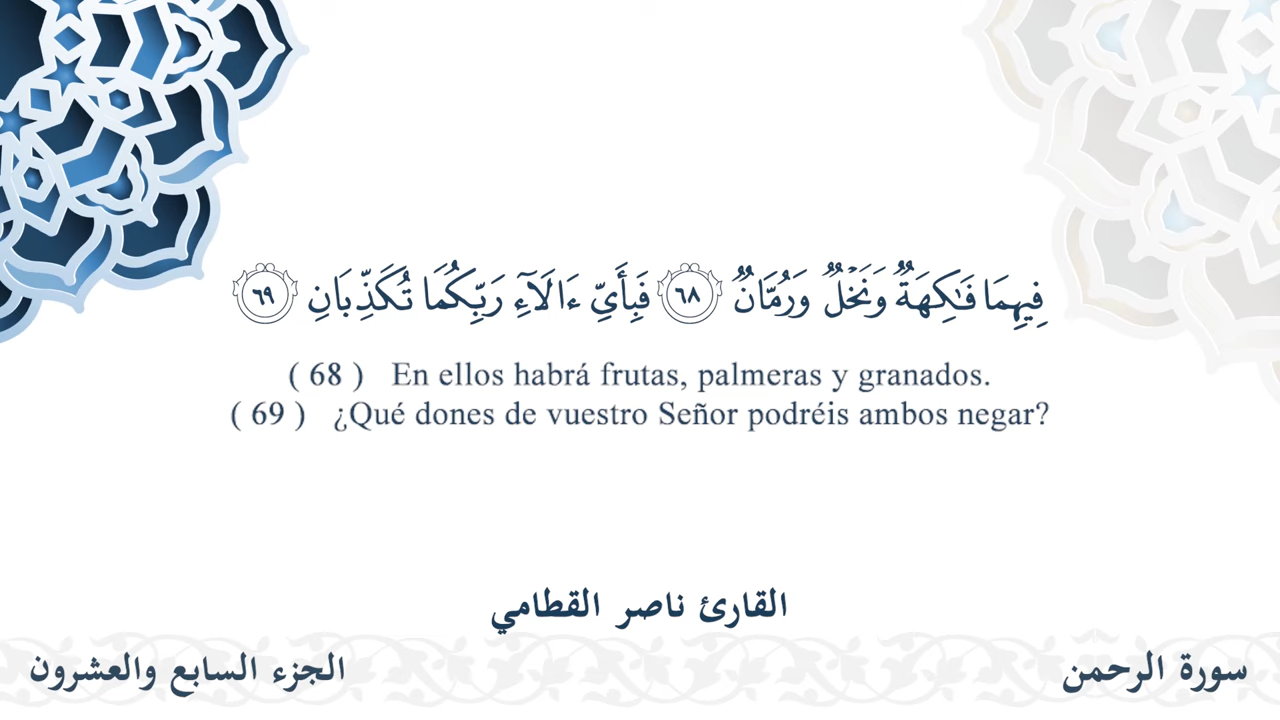 فِيهِمَا فَـٰكِهَةٌ وَنَخْلٌ وَرُمَّانٌ ٦٨ فَبِأَىِّ ءَالَآءِ رَبِّكُمَا تُكَذِّبَانِ ٦٩
( 68 ) En ellos habrá frutas, palmeras y granados.
( 69 ) ¿Qué dones de vuestro Señor podréis ambos negar?
القارئ ناصر القطامي
سورة الرحمن
الجزء السابع والعشرون